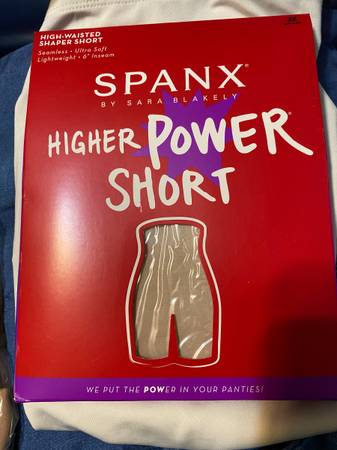 HIGH-WAISTED
SHAPER SHORT
Seamless • Ultra Soft
Lightweight • 6" Inseam
SPANX®
BY SARA BLAKELY
HIGHER POWER®
SHORT
WE PUT THE POWER IN YOUR PANTIES!